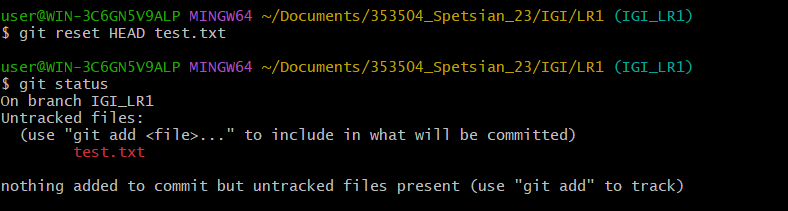 user@WIN-3C6GN5V9ALP MINGW64 ~/Documents/353504_Spetsian_23/IGI/LR1 (IGI_LR1)
$ git reset HEAD test.txt
user@WIN-3C6GN5V9ALP MINGW64 ~/Documents/353504_Spetsian_23/IGI/LR1 (IGI_LR1)
$ git status
On branch IGI_LR1
Untracked files:
  (use "git add <file>..." to include in what will be committed)
        test.txt
nothing added to commit but untracked files present (use "git add" to track)